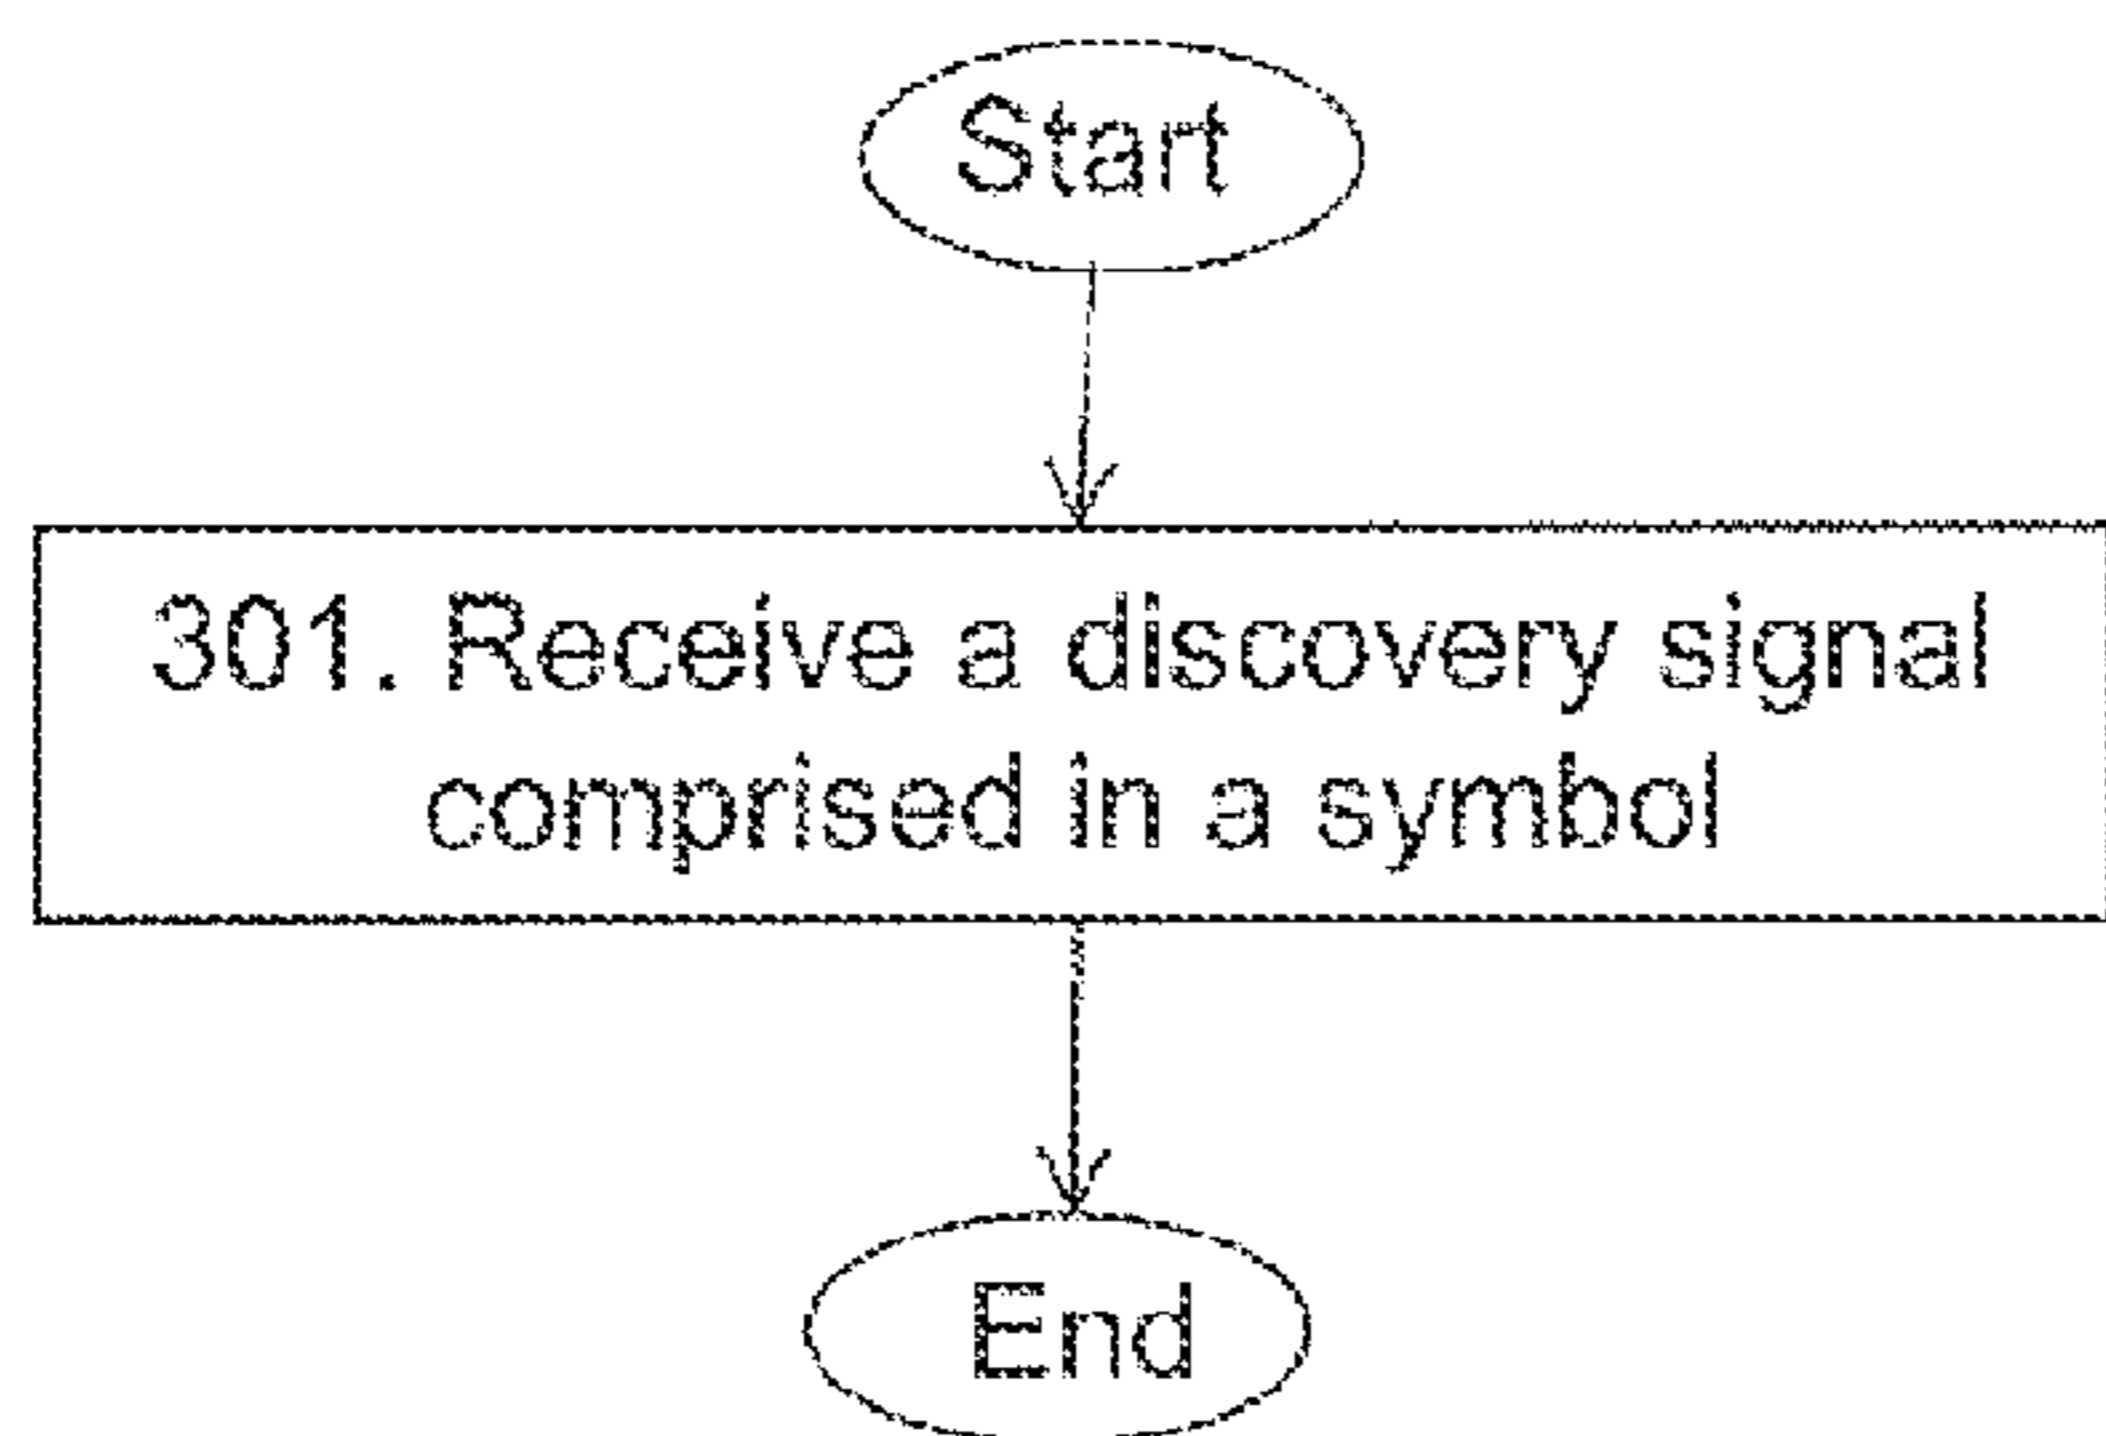 Start
301. Receive a discovery signal
comprised in a symbol
End